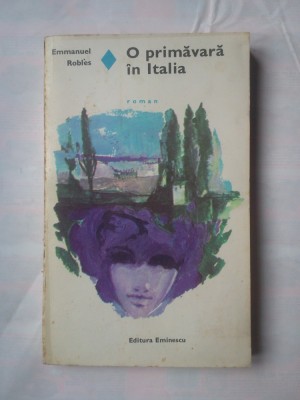 Emmanuel
Roblès
O primăvară
în Italia
roman
Editura Eminescu